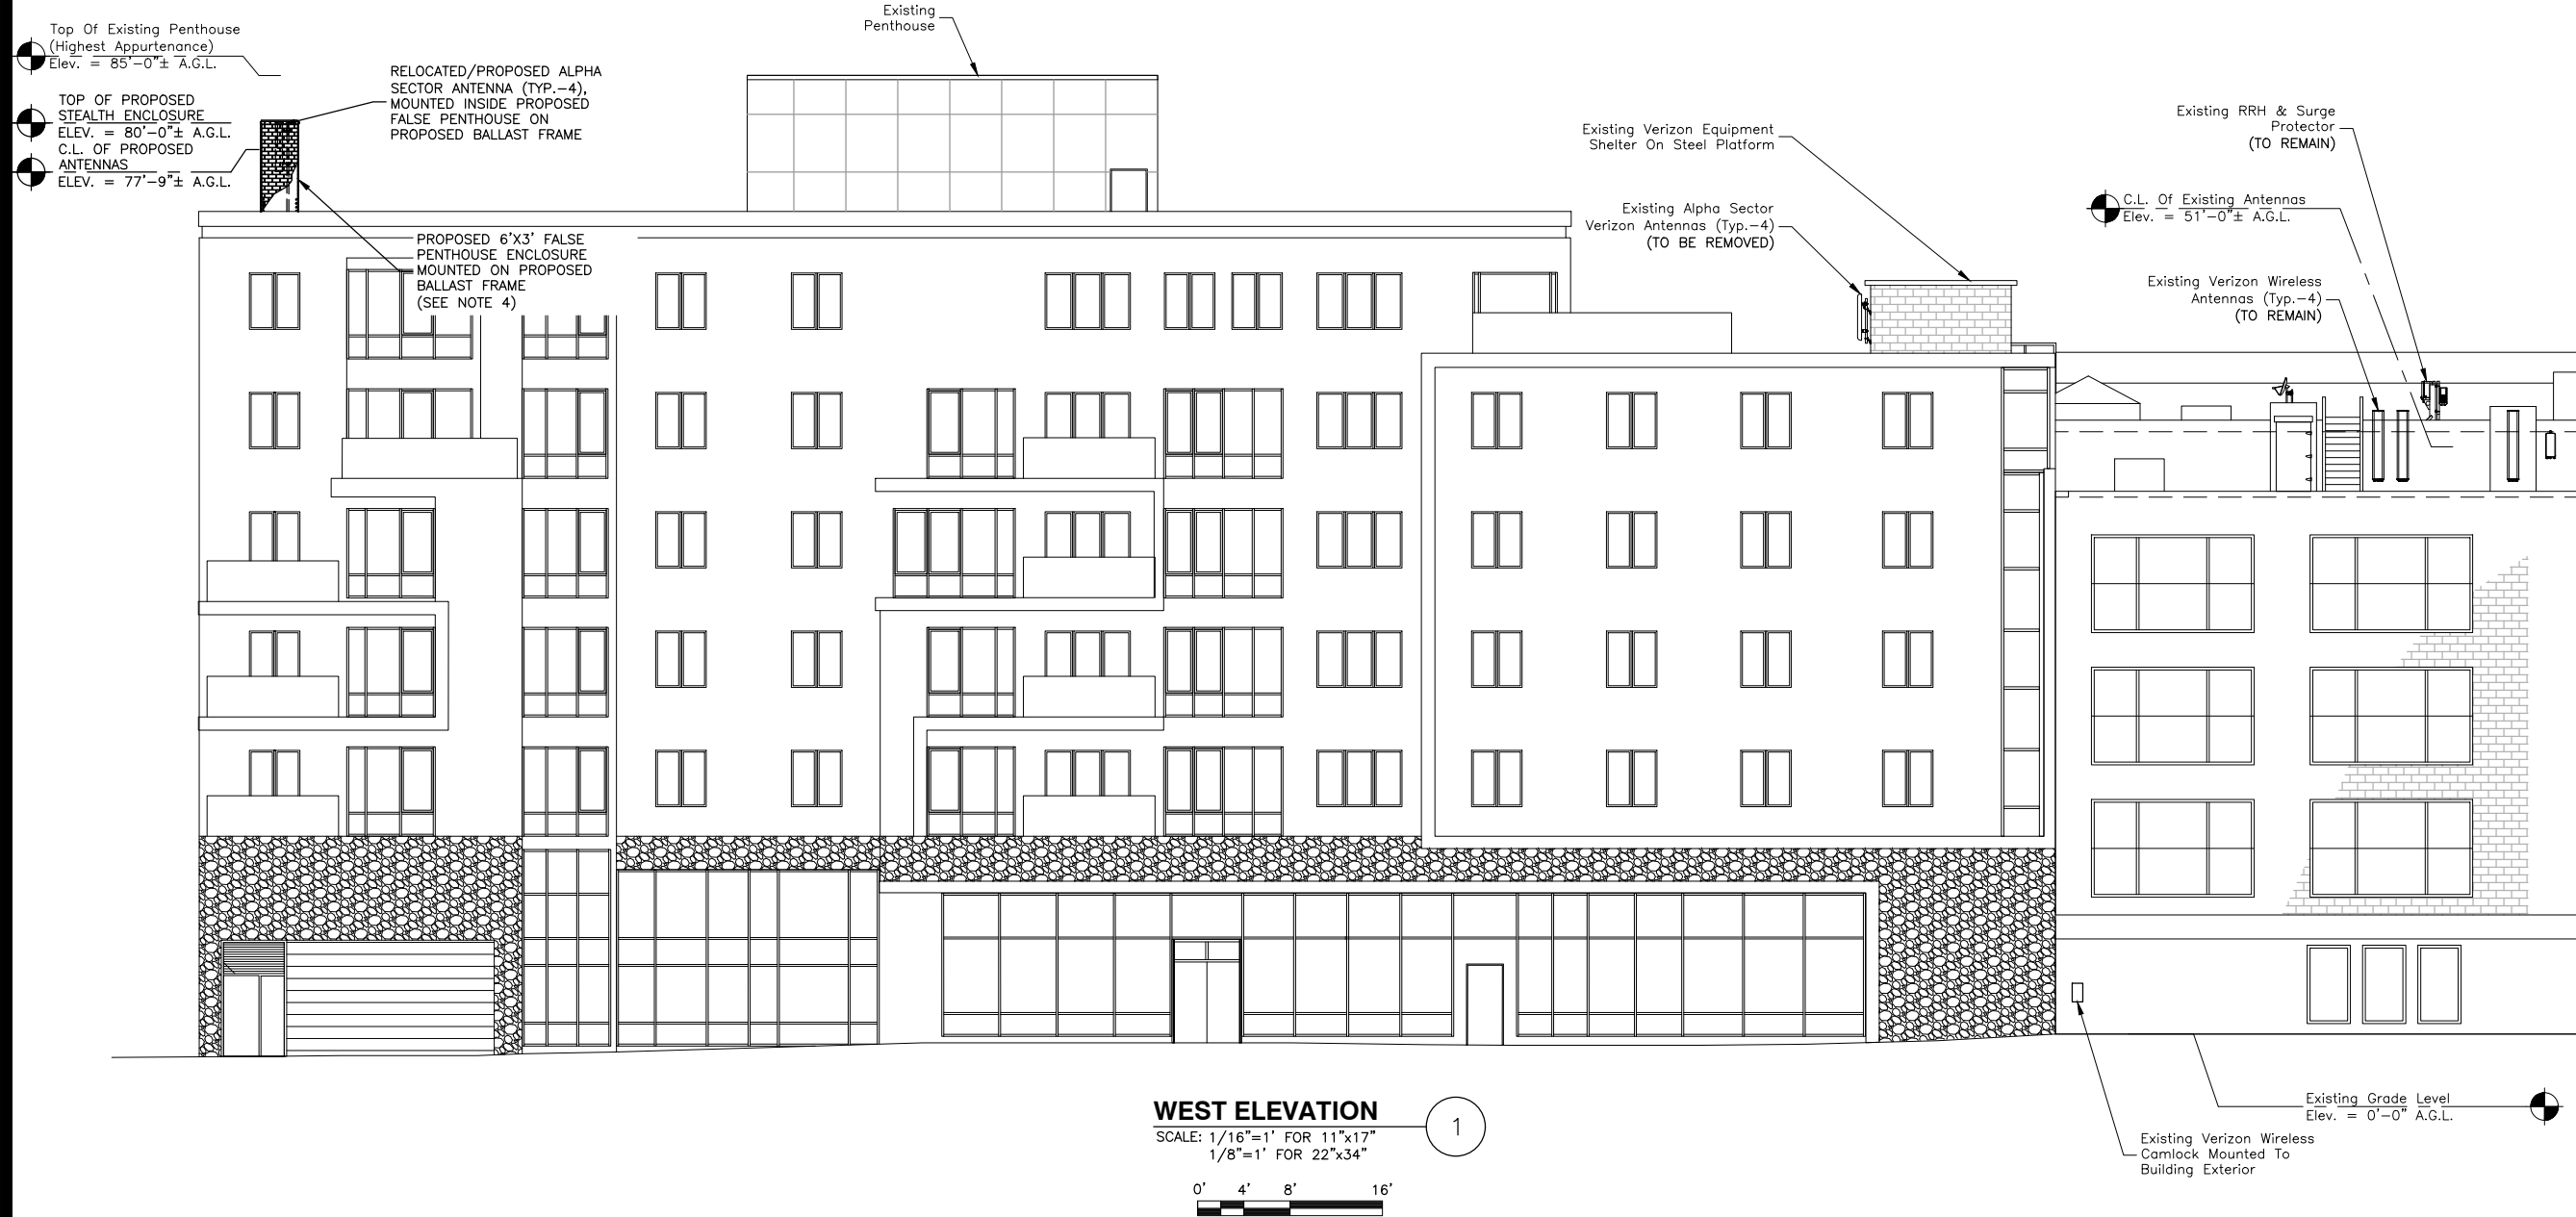 Top Of Existing Penthouse
(Highest Appurtenance)
Elev. = 85'-0"± A.G.L.
TOP OF PROPOSED
STEALTH ENCLOSURE
ELEV. = 80'-0"± A.G.L.
C.L. OF PROPOSED
ANTENNAS
ELEV. = 77'-9"± A.G.L.
RELOCATED/PROPOSED ALPHA
SECTOR ANTENNA (TYP.-4),
MOUNTED INSIDE PROPOSED
FALSE PENTHOUSE ON
PROPOSED BALLAST FRAME
PROPOSED 6'X3' FALSE
PENTHOUSE ENCLOSURE
MOUNTED ON PROPOSED
BALLAST FRAME
(SEE NOTE 4)
Existing
Penthouse
Existing Verizon Equipment
Shelter On Steel Platform
Existing Alpha Sector
Verizon Antennas (Typ.-4)
(TO BE REMOVED)
Existing RRH & Surge
Protector
(TO REMAIN)
C.L. Of Existing Antennas
Elev. = 51'-0"± A.G.L.
Existing Verizon Wireless
Antennas (Typ.-4)
(TO REMAIN)
Existing Grade Level
Elev. = 0'-0" A.G.L.
Existing Verizon Wireless
Camlock Mounted To
Building Exterior
WEST ELEVATION
1
SCALE: 1/16"=1' FOR 11"x17"
1/8"=1' FOR 22"x34"
0' 4' 8' 16'